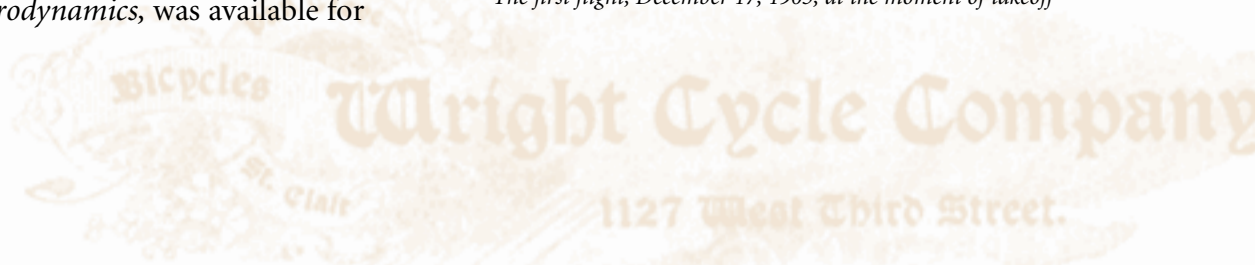 rodynamics, was available for
The first flight, December 17, 1903, at the moment of takeoff
Bicycles
Wright Cycle Company
St. Clair
1127 West Third Street.